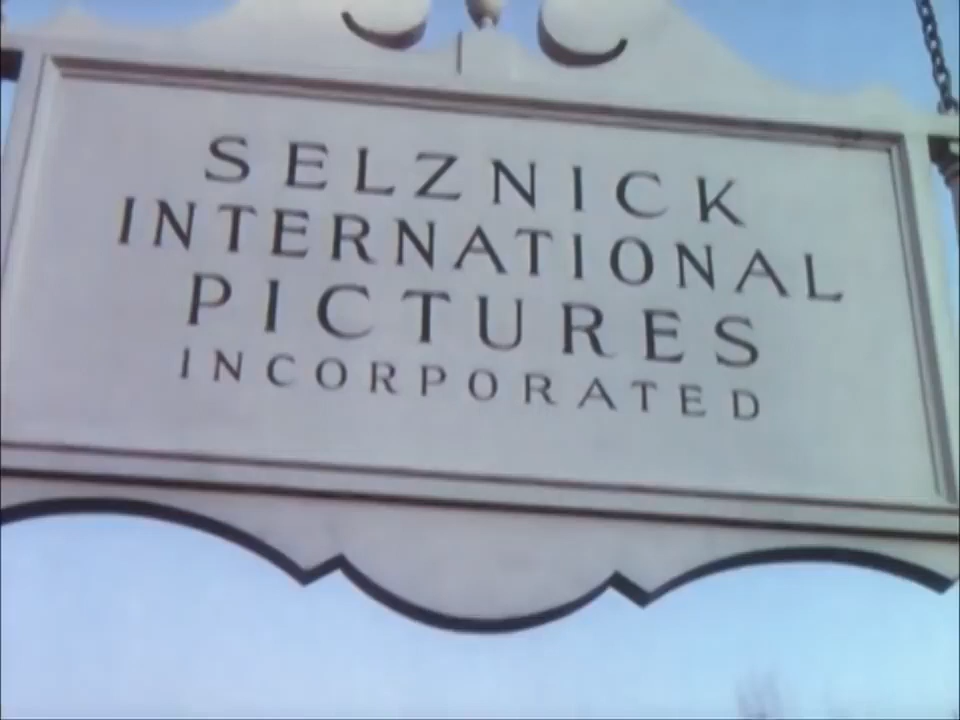 SELZNICK
INTERNATIONAL
PICTURES
INCORPORATED